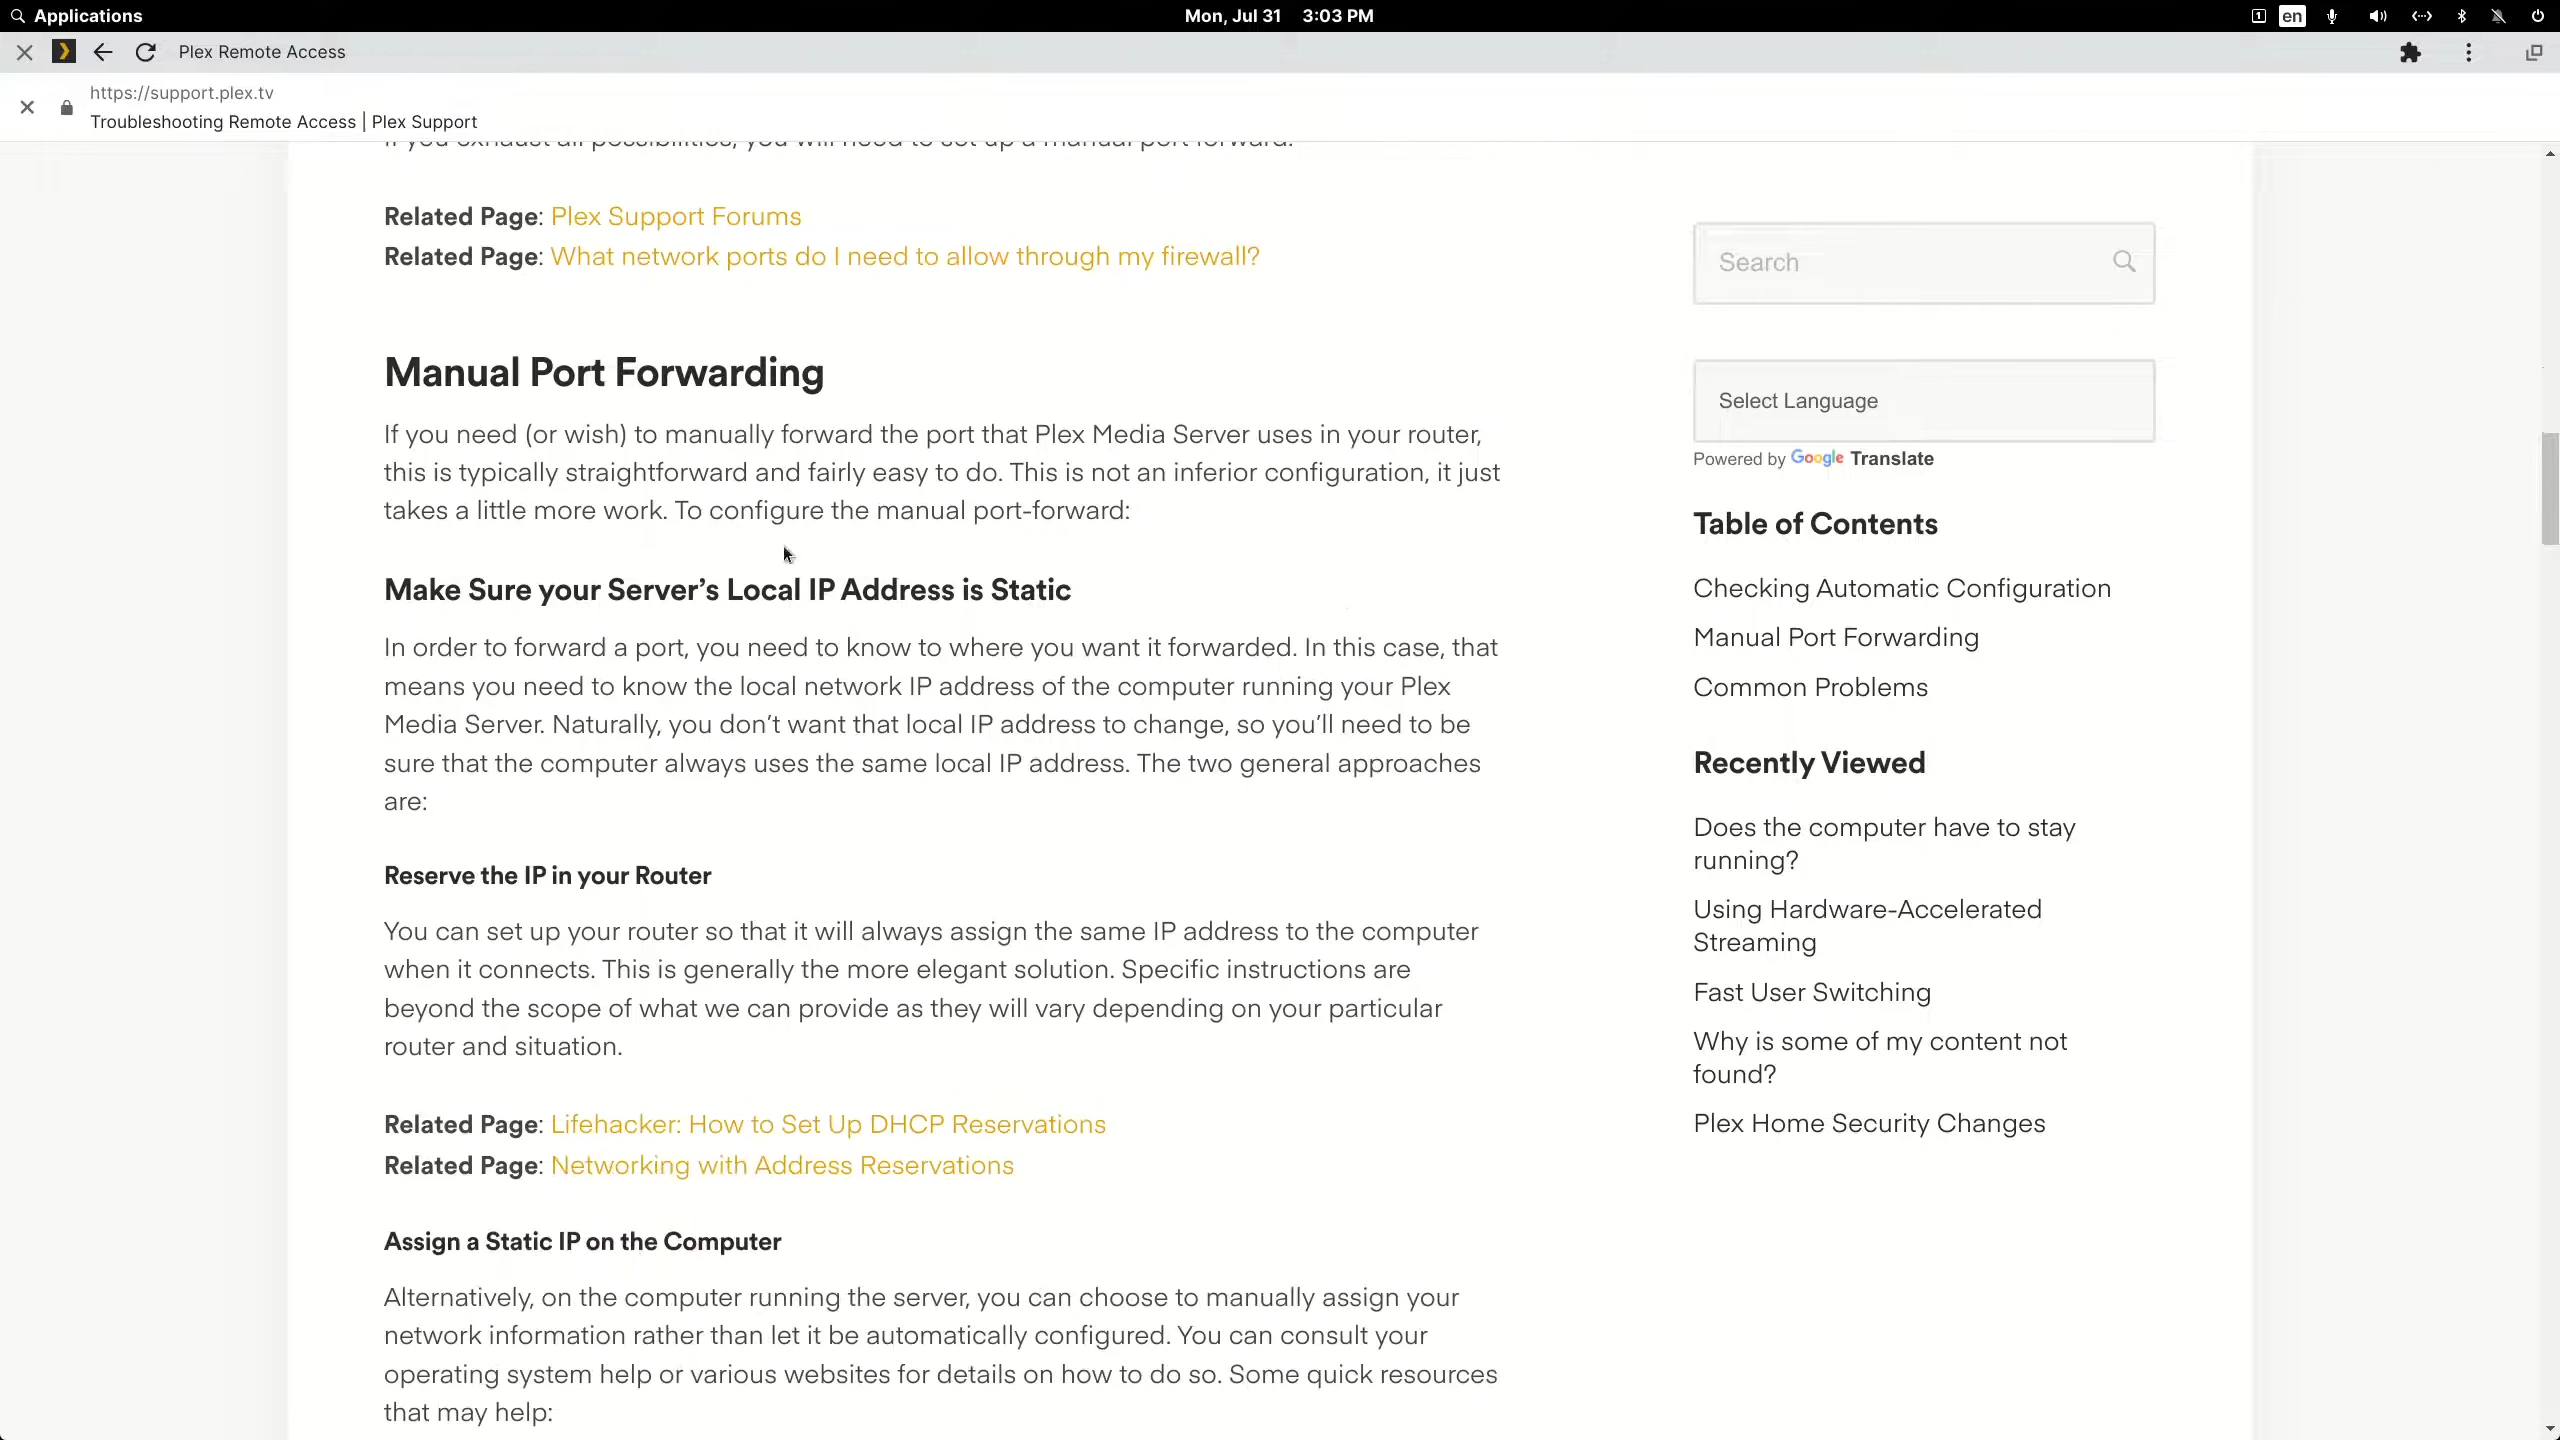 Applications
Mon, Jul 31 3:03 PM
1
en
Plex Remote Access
https://support.plex.tv
Troubleshooting Remote Access | Plex Support
If you exhaust all possibilities, you will need to set up a manual port forward.
Related Page: Plex Support Forums
Related Page: What network ports do I need to allow through my firewall?
Manual Port Forwarding
If you need (or wish) to manually forward the port that Plex Media Server uses in your router,
this is typically straightforward and fairly easy to do. This is not an inferior configuration, it just
takes a little more work. To configure the manual port-forward:
Make Sure your Server’s Local IP Address is Static
In order to forward a port, you need to know to where you want it forwarded. In this case, that
means you need to know the local network IP address of the computer running your Plex
Media Server. Naturally, you don’t want that local IP address to change, so you’ll need to be
sure that the computer always uses the same local IP address. The two general approaches
are:
Reserve the IP in your Router
You can set up your router so that it will always assign the same IP address to the computer
when it connects. This is generally the more elegant solution. Specific instructions are
beyond the scope of what we can provide as they will vary depending on your particular
router and situation.
Related Page: Lifehacker: How to Set Up DHCP Reservations
Related Page: Networking with Address Reservations
Assign a Static IP on the Computer
Alternatively, on the computer running the server, you can choose to manually assign your
network information rather than let it be automatically configured. You can consult your
operating system help or various websites for details on how to do so. Some quick resources
that may help:
Search
Select Language
Powered by Google Translate
Table of Contents
Checking Automatic Configuration
Manual Port Forwarding
Common Problems
Recently Viewed
Does the computer have to stay
running?
Using Hardware-Accelerated
Streaming
Fast User Switching
Why is some of my content not
found?
Plex Home Security Changes